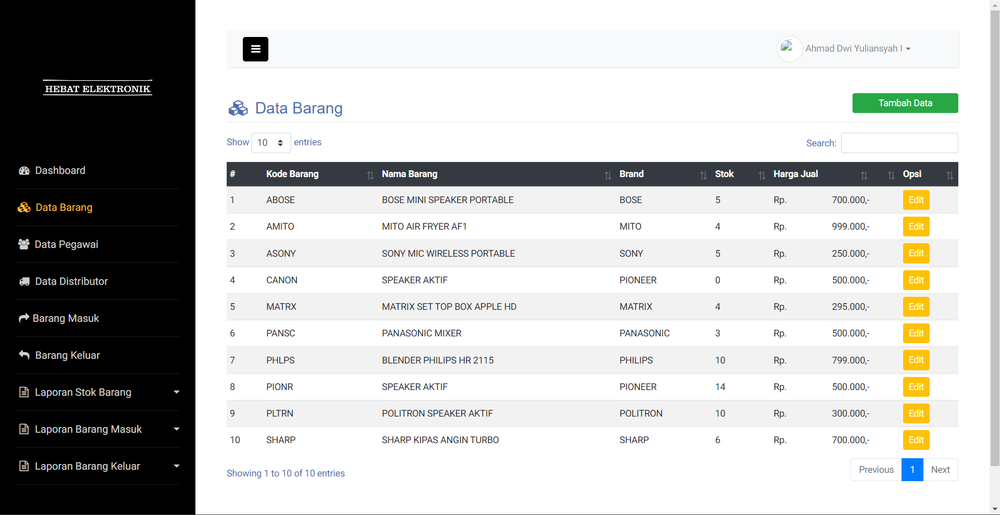 HEBAT ELEKTRONIK
Dashboard
Data Barang
Data Pegawai
Data Distributor
Barang Masuk
Barang Keluar
Laporan Stok Barang
Laporan Barang Masuk
Laporan Barang Keluar
Ahmad Dwi Yuliansyah I
Data Barang
Tambah Data
Show 10 entries
Search:
# Kode Barang Nama Barang Brand Stok Harga Jual Opsi
1 ABOSE BOSE MINI SPEAKER PORTABLE BOSE 5 Rp. 700.000,- Edit
2 AMITO MITO AIR FRYER AF1 MITO 4 Rp. 999.000,- Edit
3 ASONY SONY MIC WIRELESS PORTABLE SONY 5 Rp. 250.000,- Edit
4 CANON SPEAKER AKTIF PIONEER 0 Rp. 500.000,- Edit
5 MATRX MATRIX SET TOP BOX APPLE HD MATRIX 4 Rp. 295.000,- Edit
6 PANSC PANASONIC MIXER PANASONIC 3 Rp. 500.000,- Edit
7 PHLPS BLENDER PHILIPS HR 2115 PHILIPS 10 Rp. 799.000,- Edit
8 PIONR SPEAKER AKTIF PIONEER 14 Rp. 500.000,- Edit
9 PLTRN POLITRON SPEAKER AKTIF POLITRON 10 Rp. 300.000,- Edit
10 SHARP SHARP KIPAS ANGIN TURBO SHARP 6 Rp. 700.000,- Edit
Showing 1 to 10 of 10 entries
Previous 1 Next